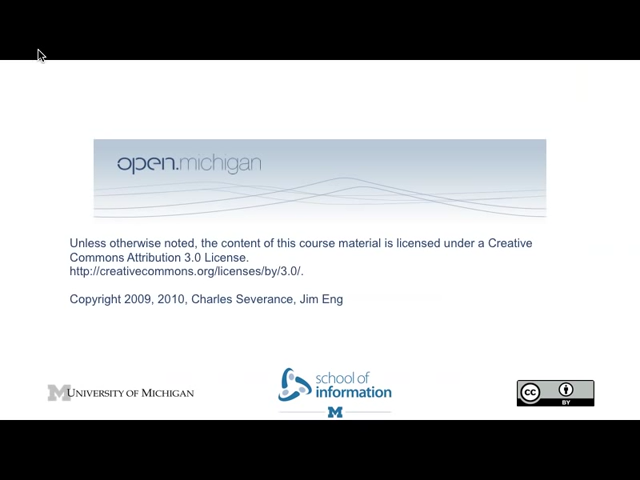 open.michigan
Unless otherwise noted, the content of this course material is licensed under a Creative
Commons Attribution 3.0 License.
http://creativecommons.org/licenses/by/3.0/.
Copyright 2009, 2010, Charles Severance, Jim Eng
M UNIVERSITY OF MICHIGAN
school of
information
M
cc
BY